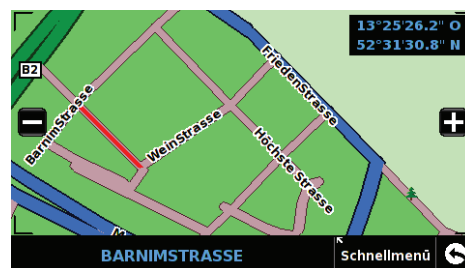 13°25'26.2" O
52°31'30.8" N
FriedenStrasse
B2
BarnimStrasse
WeinStrasse
Höchste Strasse
BARNIMSTRASSE
Schnellmenü